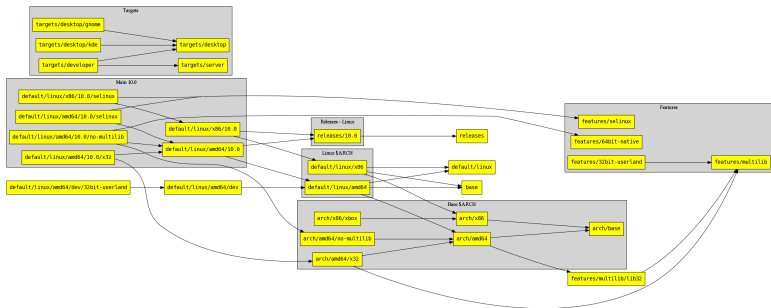 Targets
targets/desktop/gnome
targets/desktop/kde
targets/desktop
targets/developer
targets/server
Main 10.0
default/linux/x86/10.0/selinux
default/linux/amd64/10.0/selinux
default/linux/amd64/10.0/no-multilib
default/linux/amd64/10.0/x32
default/linux/x86/10.0
default/linux/amd64/10.0
default/linux/amd64/dev/32bit-userland
default/linux/amd64/dev
Releases - Linux
releases/10.0
releases
Linux $ARCH
default/linux/x86
default/linux/amd64
default/linux
base
Base $ARCH
arch/x86/xbox
arch/amd64/no-multilib
arch/amd64/x32
arch/x86
arch/amd64
arch/base
Features
features/selinux
features/64bit-native
features/32bit-userland
features/multilib
features/multilib/lib32